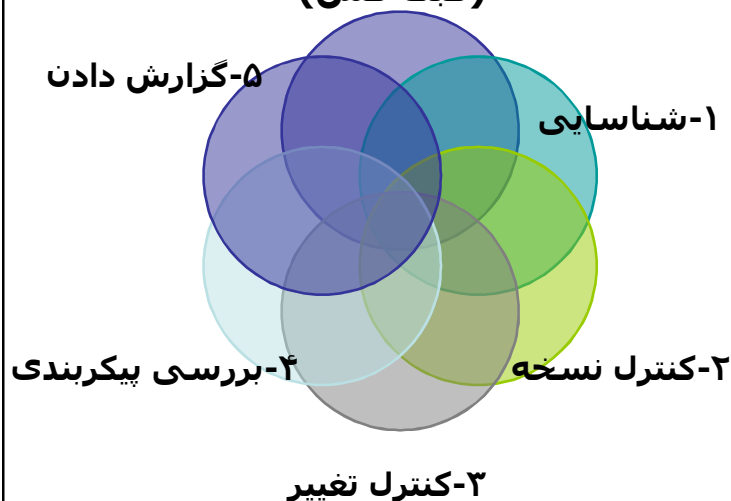 ۱-شناسایی
۲-کنترل نسخه
۳-کنترل تغییر
۴-بررسی پیکربندی
۵-گزارش دادن